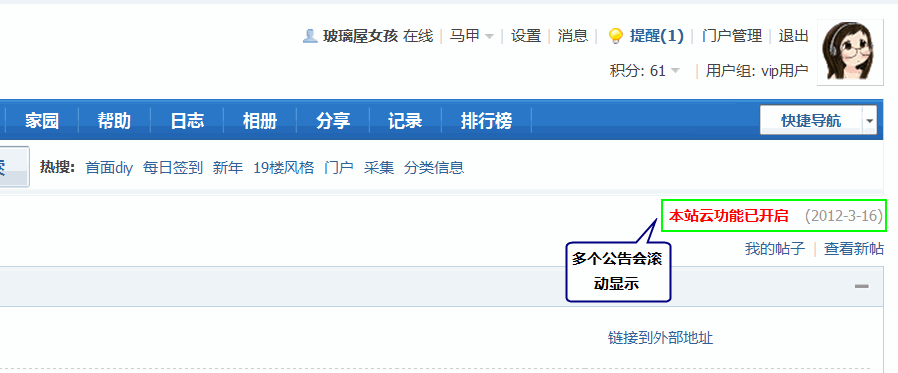 玻璃屋女孩 在线 | 马甲 | 设置 | 消息 | 提醒(1) | 门户管理 | 退出
积分: 61 | 用户组: vip用户
家园 帮助 日志 相册 分享 记录 排行榜 快捷导航
热搜: 首面diy 每日签到 新年 19楼风格 门户 采集 分类信息
本站云功能已开启 (2012-3-16)
我的帖子 | 查看新帖
多个公告会滚
动显示
链接到外部地址